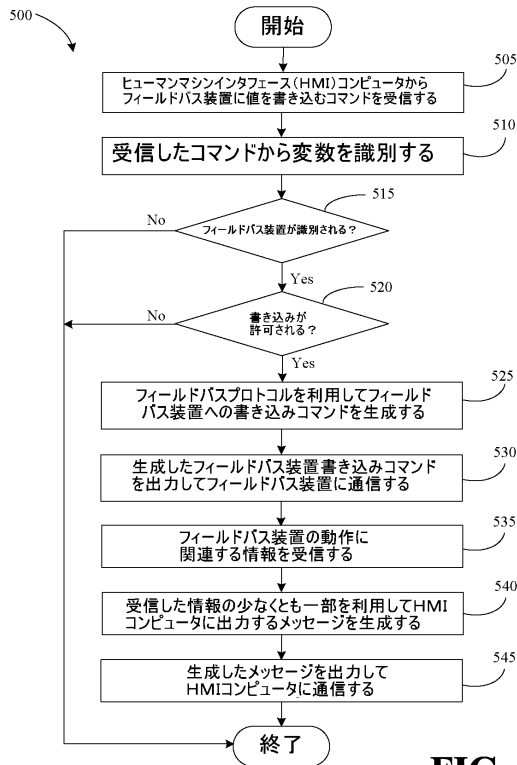 500
開始
505
ヒューマンマシンインタフェース(HMI)コンピュータから
フィールドバス装置に値を書き込むコマンドを受信する
510
受信したコマンドから変数を識別する
515
No
フィールドバス装置が識別される?
Yes
520
No
書き込みが
許可される?
Yes
525
フィールドバスプロトコルを利用してフィールド
バス装置への書き込みコマンドを生成する
530
生成したフィールドバス装置書き込みコマンド
を出力してフィールドバス装置に通信する
535
フィールドバス装置の動作に
関連する情報を受信する
540
受信した情報の少なくとも一部を利用してHMI
コンピュータに出力するメッセージを生成する
545
生成したメッセージを出力して
HMIコンピュータに通信する
終了
FIG